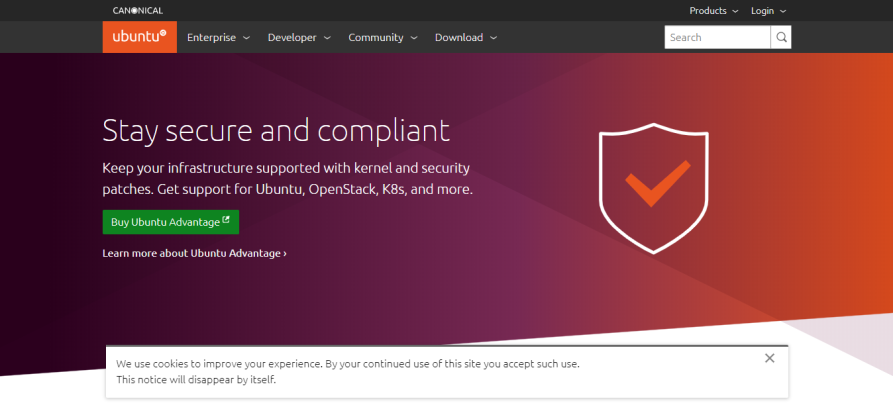 CANONICAL
Products
Login
ubuntu®
Enterprise
Developer
Community
Download
Search
Stay secure and compliant
Keep your infrastructure supported with kernel and security
patches. Get support for Ubuntu, OpenStack, K8s, and more.
Buy Ubuntu Advantage
Learn more about Ubuntu Advantage ›
We use cookies to improve your experience. By your continued use of this site you accept such use.
This notice will disappear by itself.